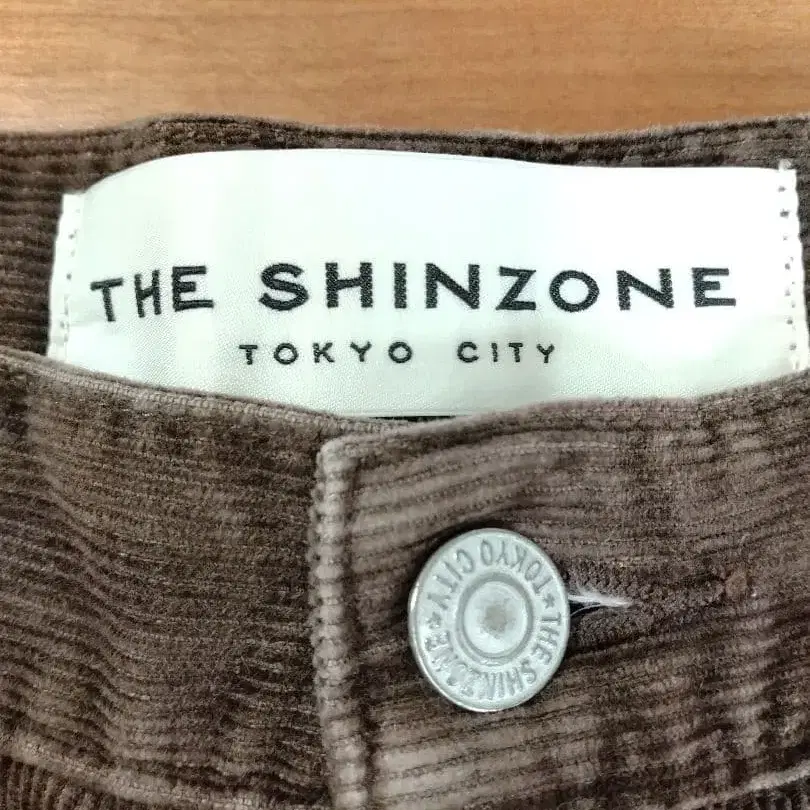 THE SHINZONE
TOKYO CITY
★ TOKYO CITY ★ THE SHINZONE